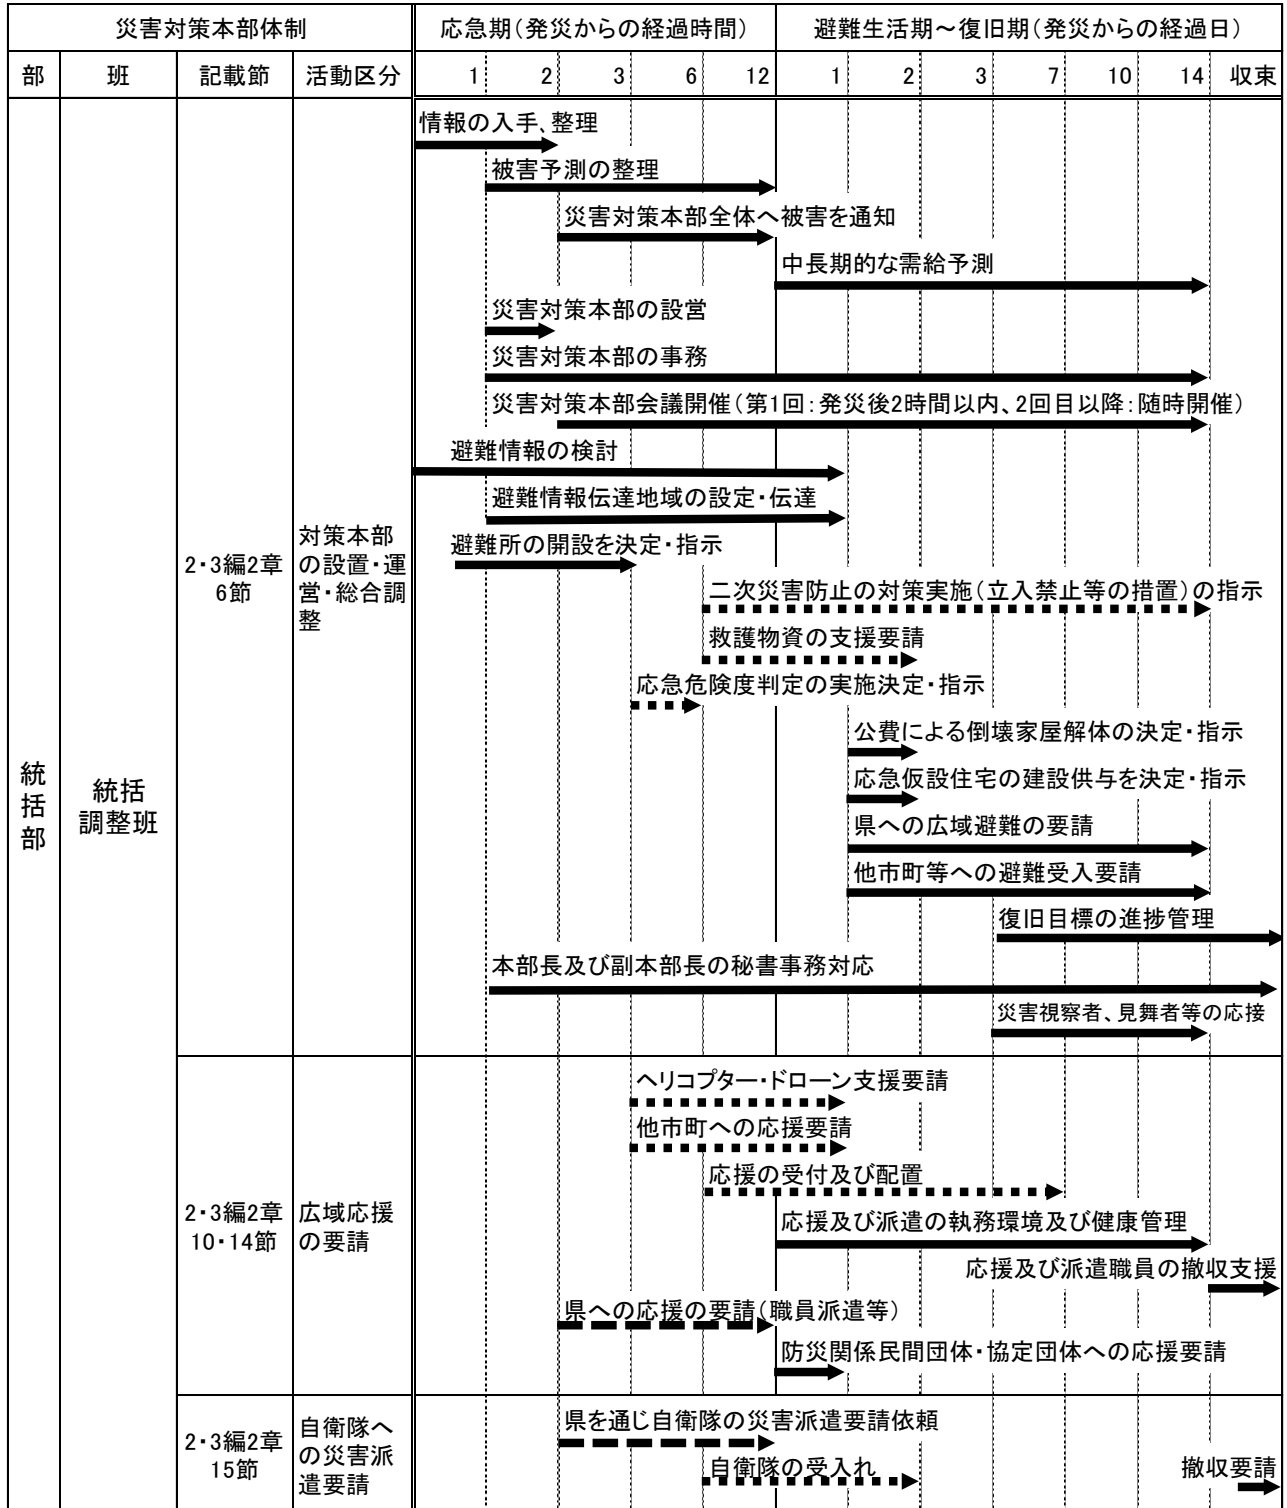 災害対策本部体制
応急期（発災からの経過時間）
避難生活期～復旧期（発災からの経過日）
部
班
記載節
活動区分
1
2
3
6
12
1
2
3
7
10
14
収束
統括部
統括
調整班
2・3編2章
6節
対策本部
の設置・運
営・総合調
整
情報の入手、整理
被害予測の整理
災害対策本部全体へ被害を通知
中長期的な需給予測
災害対策本部の設営
災害対策本部の事務
災害対策本部会議開催（第1回：発災後2時間以内、2回目以降：随時開催）
避難情報の検討
避難情報伝達地域の設定・伝達
避難所の開設を決定・指示
二次災害防止の対策実施（立入禁止等の措置）の指示
救護物資の支援要請
応急危険度判定の実施決定・指示
公費による倒壊家屋解体の決定・指示
応急仮設住宅の建設供与を決定・指示
県への広域避難の要請
他市町等への避難受入要請
復旧目標の進捗管理
本部長及び副本部長の秘書事務対応
災害視察者、見舞者等の応接
2・3編2章
10・14節
広域応援
の要請
ヘリコプター・ドローン支援要請
他市町への応援要請
応援の受付及び配置
応援及び派遣の執務環境及び健康管理
応援及び派遣職員の撤収支援
県への応援の要請（職員派遣等）
防災関係民間団体・協定団体への応援要請
2・3編2章
15節
自衛隊へ
の災害派
遣要請
県を通じ自衛隊の災害派遣要請依頼
自衛隊の受入れ
撤収要請